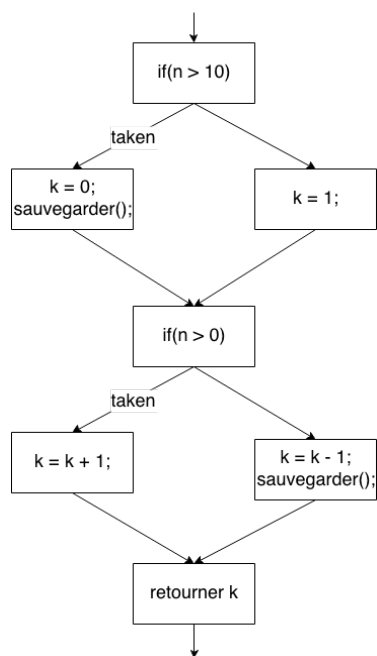 if(n > 10)
taken
k = 0;
sauvegarder();
k = 1;
if(n > 0)
taken
k = k + 1;
k = k - 1;
sauvegarder();
retourner k